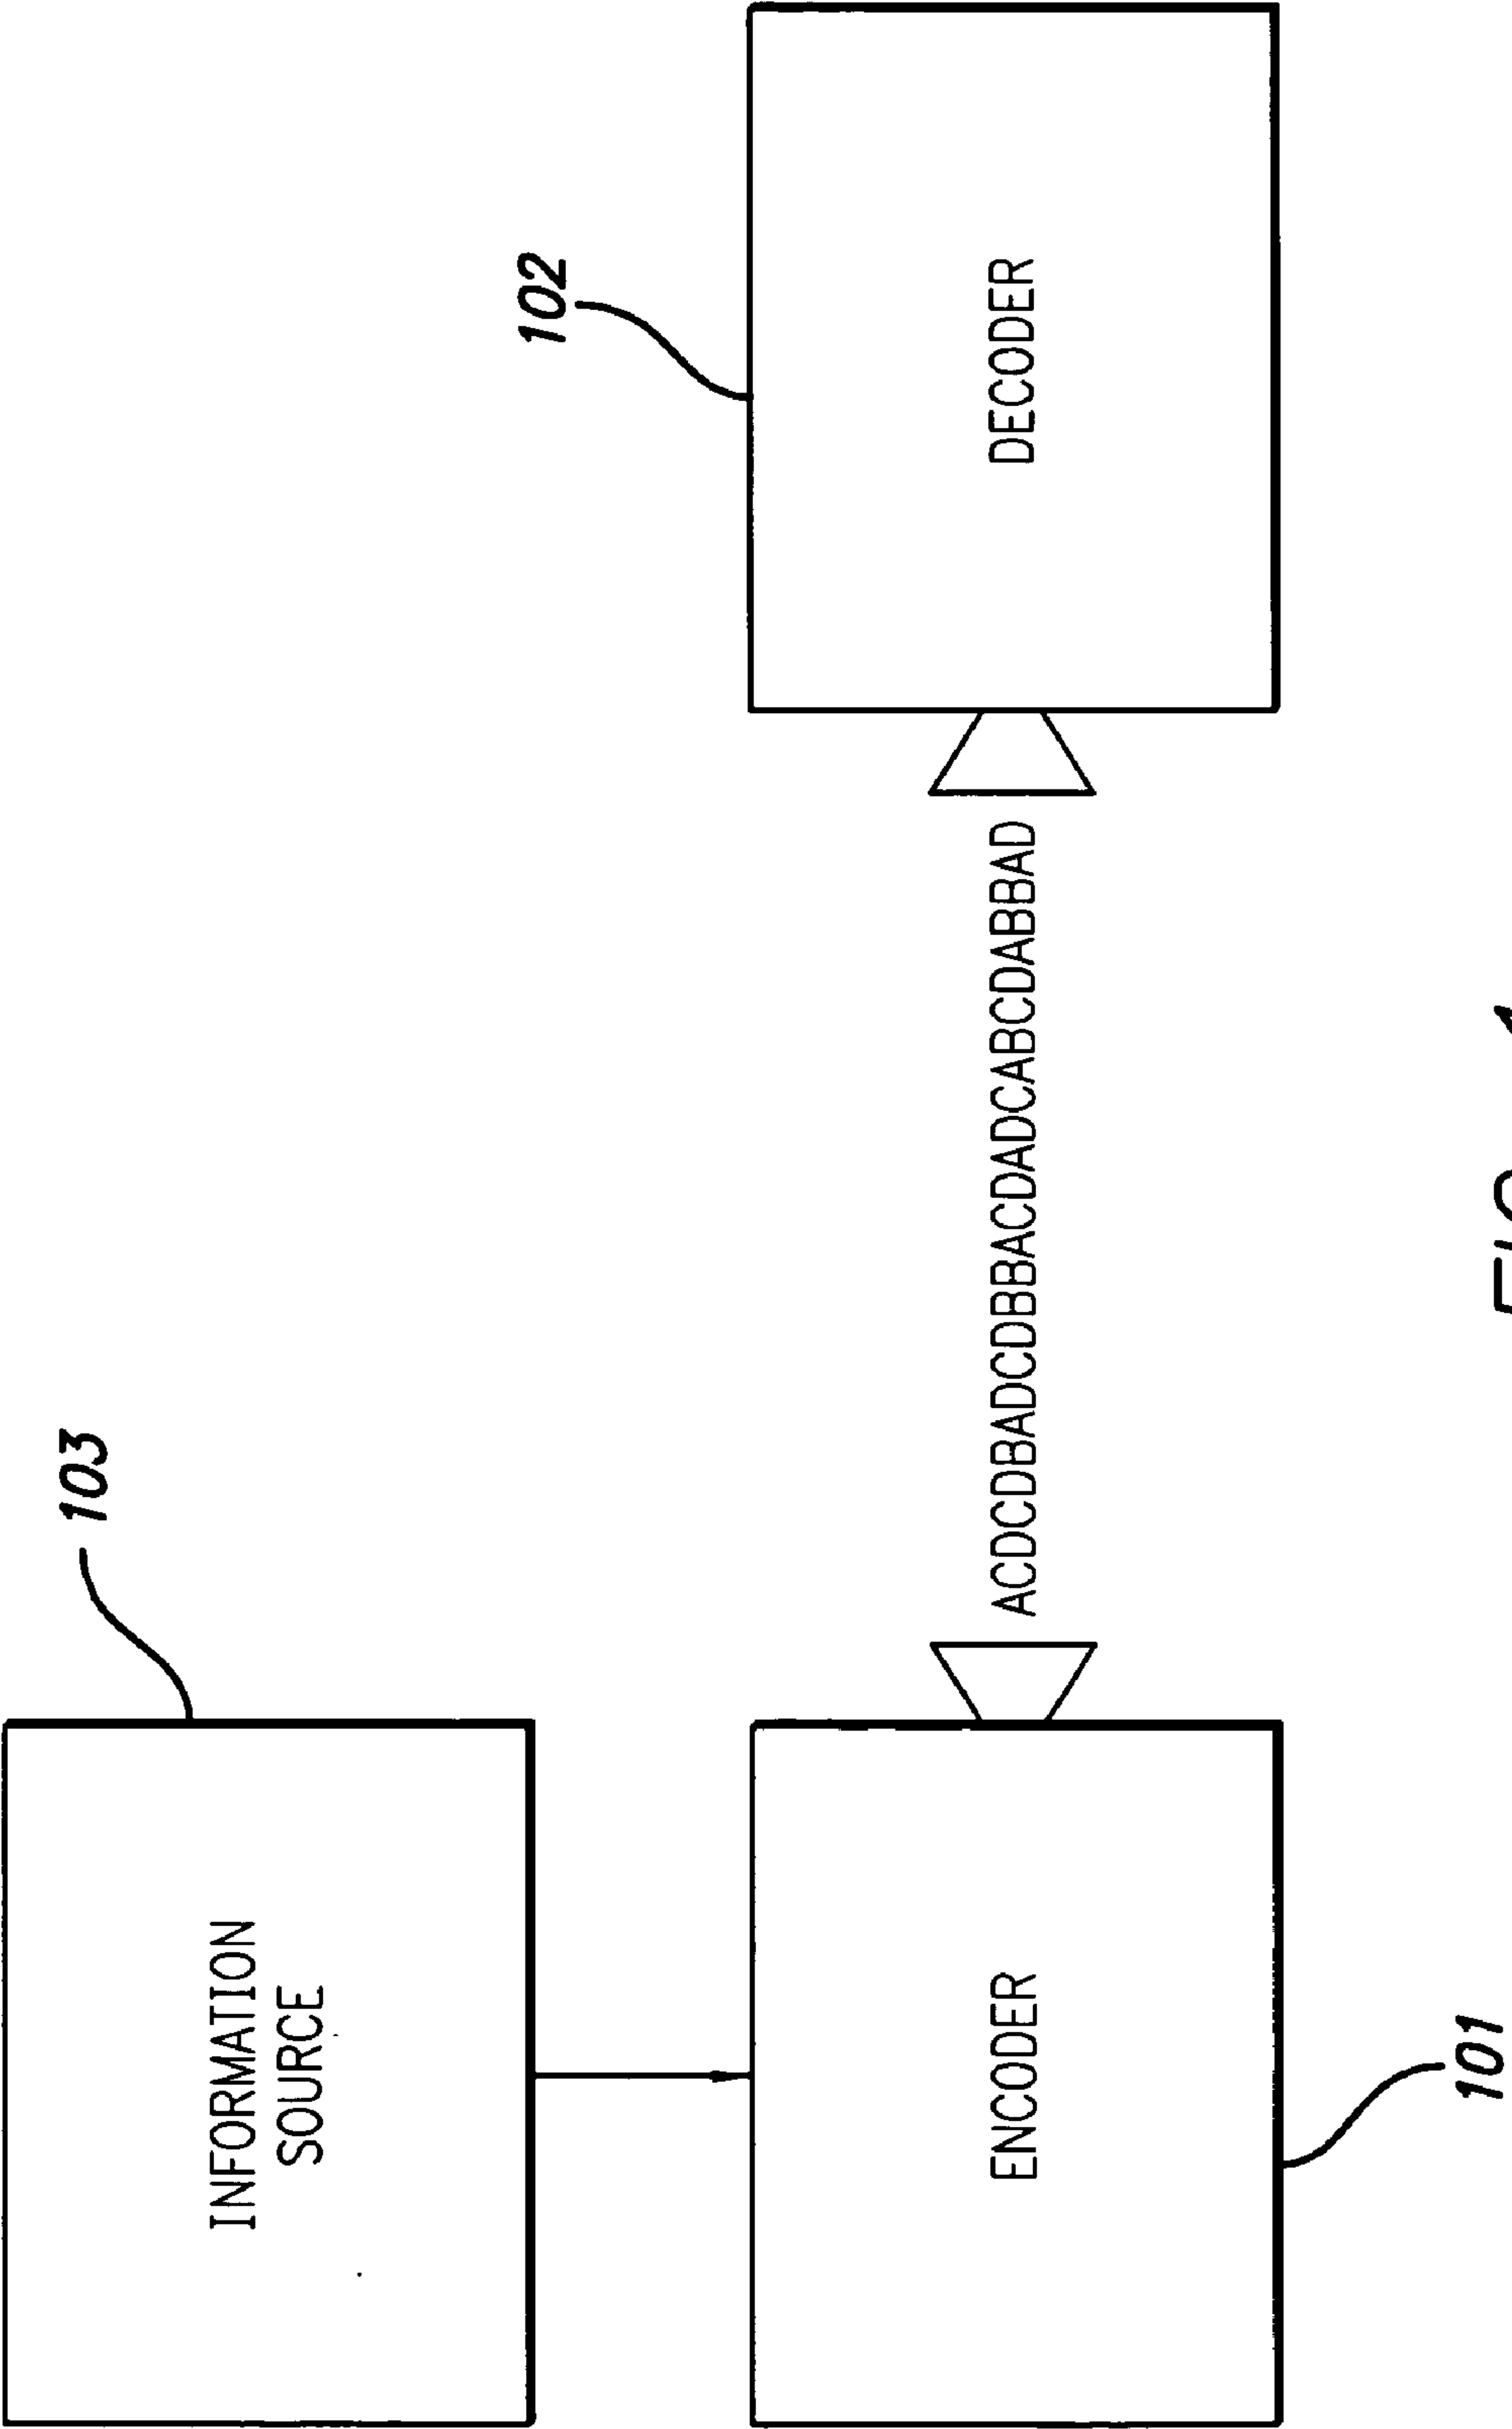 103
INFORMATION
SOURCE
102
ENCODER
ACDCDBADCDBBACDADCABCDABBAD
DECODER
101